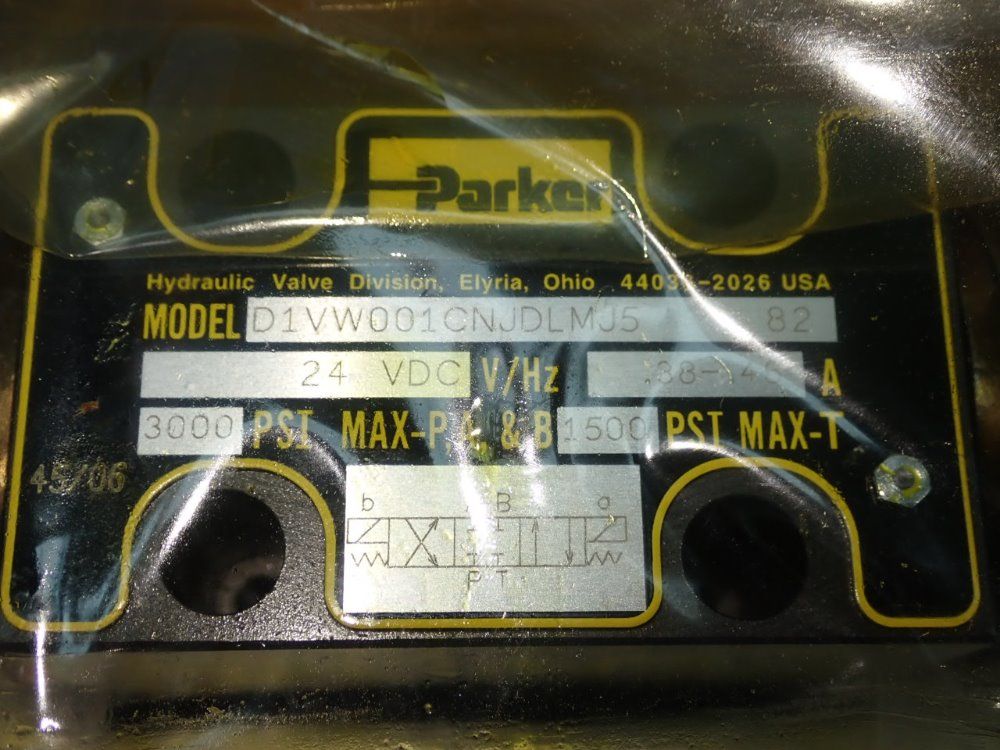 Parker
Hydraulic Valve Division, Elyria, Ohio USA
MODEL D1VW001CNJDLMJ5 82
24 VDC V/Hz A
3000 PSI MAX-P & B 1500 PSI MAX-T
45/06
b B a
P T